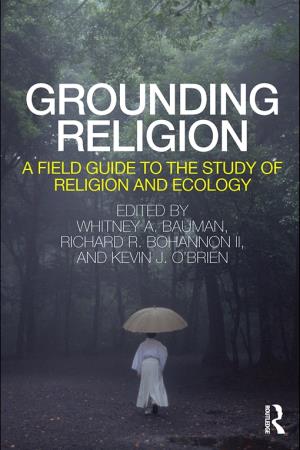 GROUNDING
RELIGION
A FIELD GUIDE TO THE STUDY OF
RELIGION AND ECOLOGY
EDITED BY
WHITNEY A. BAUMAN,
RICHARD R. BOHANNON II,
AND KEVIN J. O'BRIEN
ROUTLEDGE